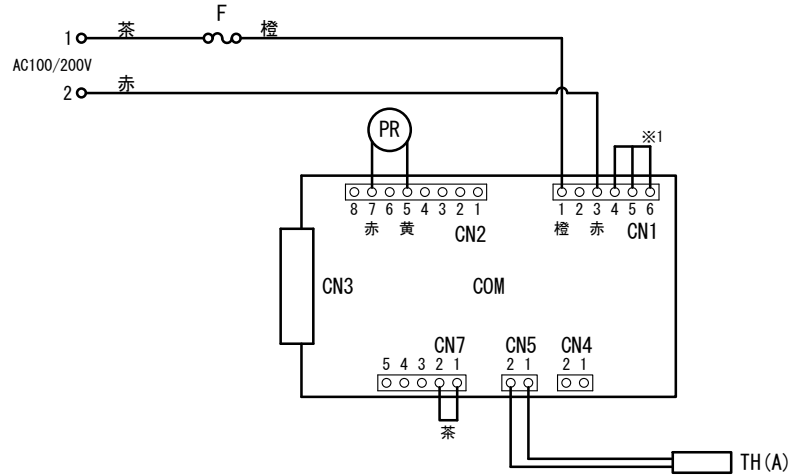 F
1 茶 橙
AC100/200V
2 赤
PR
※1
8 7 6 5 4 3 2 1
1 2 3 4 5 6
赤 黄
橙 赤
CN2
CN1
CN3
COM
CN7
CN5
CN4
5 4 3 2 1
2 1
2 1
茶
TH(A)